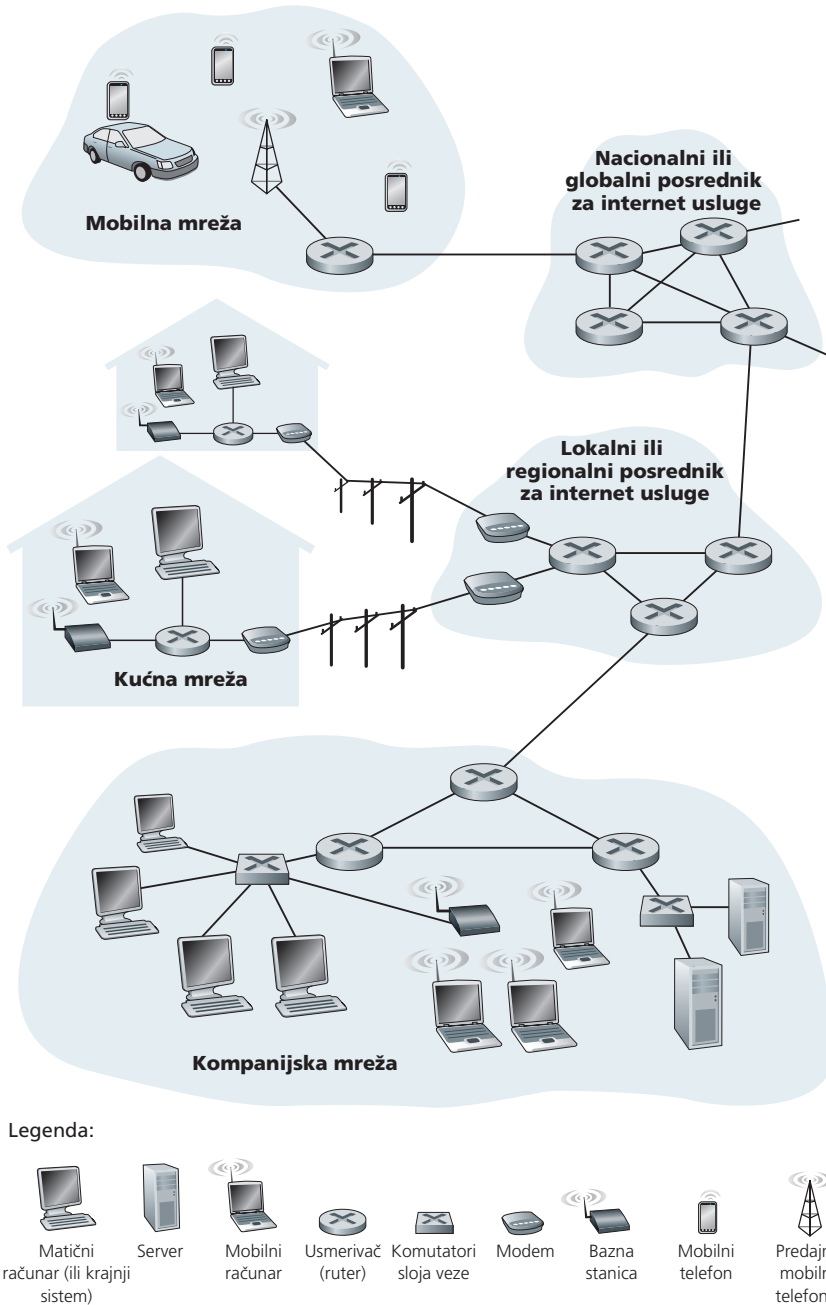 Nacionalni ili
globalni posrednik
za internet usluge
Mobilna mreža
Lokalni ili
regionalni posrednik
za internet usluge
Kućna mreža
Kompanijska mreža
Legenda:
Matični
računar (ili krajnji
sistem)
Server
Mobilni
računar
Usmerivač
(ruter)
Komutatori
sloja veze
Modem
Bazna
stanica
Mobilni
telefon